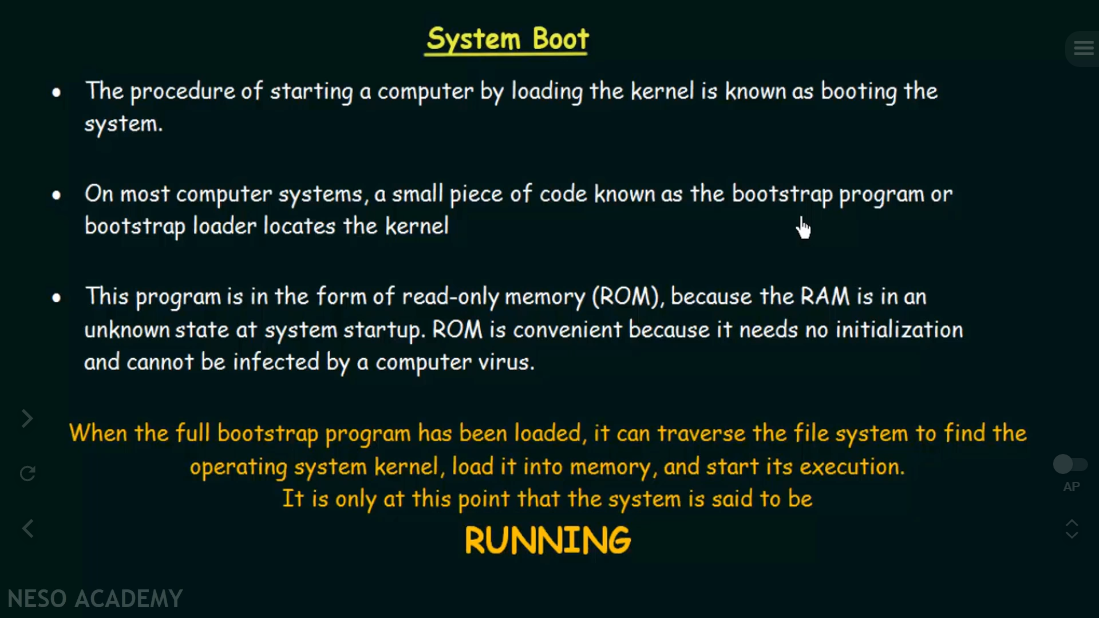 System Boot
• The procedure of starting a computer by loading the kernel is known as booting the
system.
• On most computer systems, a small piece of code known as the bootstrap program or
bootstrap loader locates the kernel
• This program is in the form of read-only memory (ROM), because the RAM is in an
unknown state at system startup. ROM is convenient because it needs no initialization
and cannot be infected by a computer virus.
When the full bootstrap program has been loaded, it can traverse the file system to find the
operating system kernel, load it into memory, and start its execution.
It is only at this point that the system is said to be
RUNNING
AP
NESO ACADEMY